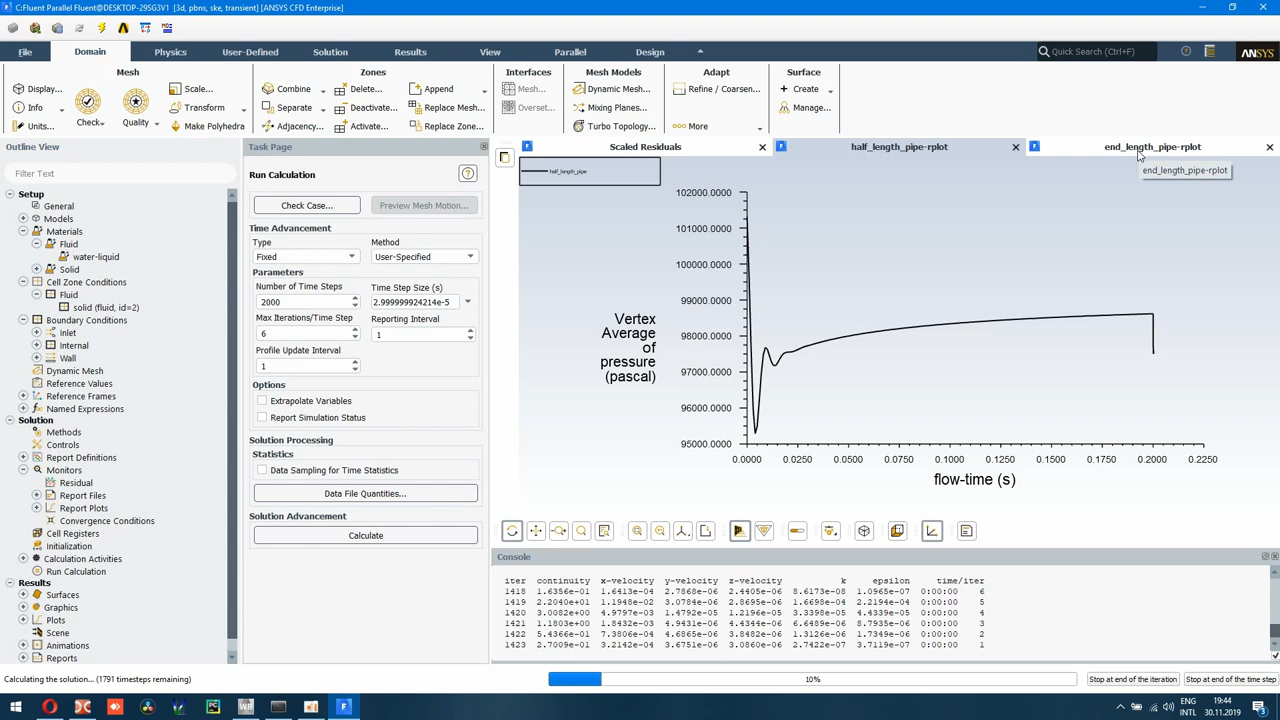 C:Fluent Parallel Fluent@DESKTOP-29SG3V1 [3d, pbns, ske, transient] [ANSYS CFD Enterprise]
File Domain Physics User-Defined Solution Results View Parallel Design Quick Search (Ctrl+F) ANSYS
Mesh Zones Interfaces Mesh Models Adapt Surface
Display... Scale... Combine Delete... Append Mesh... Dynamic Mesh... Refine / Coarsen... Create
Info Check Quality Transform Separate Deactivate... Replace Mesh... Overset... Mixing Planes... Manage...
Units... Make Polyhedra Adjacency... Activate... Replace Zone... Turbo Topology... More
Outline View
Filter Text
Setup
General
Models
Materials
Fluid
water-liquid
Solid
Cell Zone Conditions
Fluid
solid (fluid, id=2)
Boundary Conditions
Inlet
Internal
Wall
Dynamic Mesh
Reference Values
Reference Frames
Named Expressions
Solution
Methods
Controls
Report Definitions
Monitors
Residual
Report Files
Report Plots
Convergence Conditions
Cell Registers
Initialization
Calculation Activities
Run Calculation
Results
Surfaces
Graphics
Plots
Scene
Animations
Reports
Task Page
Run Calculation
Check Case... Preview Mesh Motion...
Time Advancement
Type Method
Fixed User-Specified
Parameters
Number of Time Steps Time Step Size (s)
2000 2.999999924214e-5
Max Iterations/Time Step Reporting Interval
6 1
Profile Update Interval
1
Options
Extrapolate Variables
Report Simulation Status
Solution Processing
Statistics
Data Sampling for Time Statistics
Data File Quantities...
Solution Advancement
Calculate
Scaled Residuals half_length_pipe-rplot end_length_pipe-rplot
end_length_pipe-rplot
half_length_pipe
102000.0000
101000.0000
100000.0000
99000.0000
98000.0000
97000.0000
96000.0000
95000.0000
Vertex
Average
of
pressure
(pascal)
0.0000 0.0250 0.0500 0.0750 0.1000 0.1250 0.1500 0.1750 0.2000 0.2250
flow-time (s)
Console
iter continuity x-velocity y-velocity z-velocity k epsilon time/iter
1418 1.6356e-01 1.6413e-04 2.7868e-06 2.4405e-06 8.6173e-08 1.0965e-07 0:00:00 6
1419 2.2040e+00 1.1948e-02 3.0784e-06 2.8695e-06 1.6698e-04 2.2194e-04 0:00:00 5
1420 3.0082e+00 4.9797e-03 1.4792e-05 1.2196e-05 3.3398e-05 4.4395e-05 0:00:00 4
1421 1.1803e+00 1.8432e-03 4.9431e-06 4.4344e-06 6.6489e-06 8.7935e-06 0:00:00 3
1422 5.4366e-01 7.3806e-04 4.6865e-06 3.8482e-06 1.3126e-06 1.7349e-06 0:00:00 2
1423 2.7009e-01 3.2142e-04 3.6751e-06 3.0860e-06 2.7422e-07 3.7119e-07 0:00:00 1
Calculating the solution... (1791 timesteps remaining) 10% Stop at end of the iteration Stop at end of the time step
ENG 19:44
INTL 30.11.2019